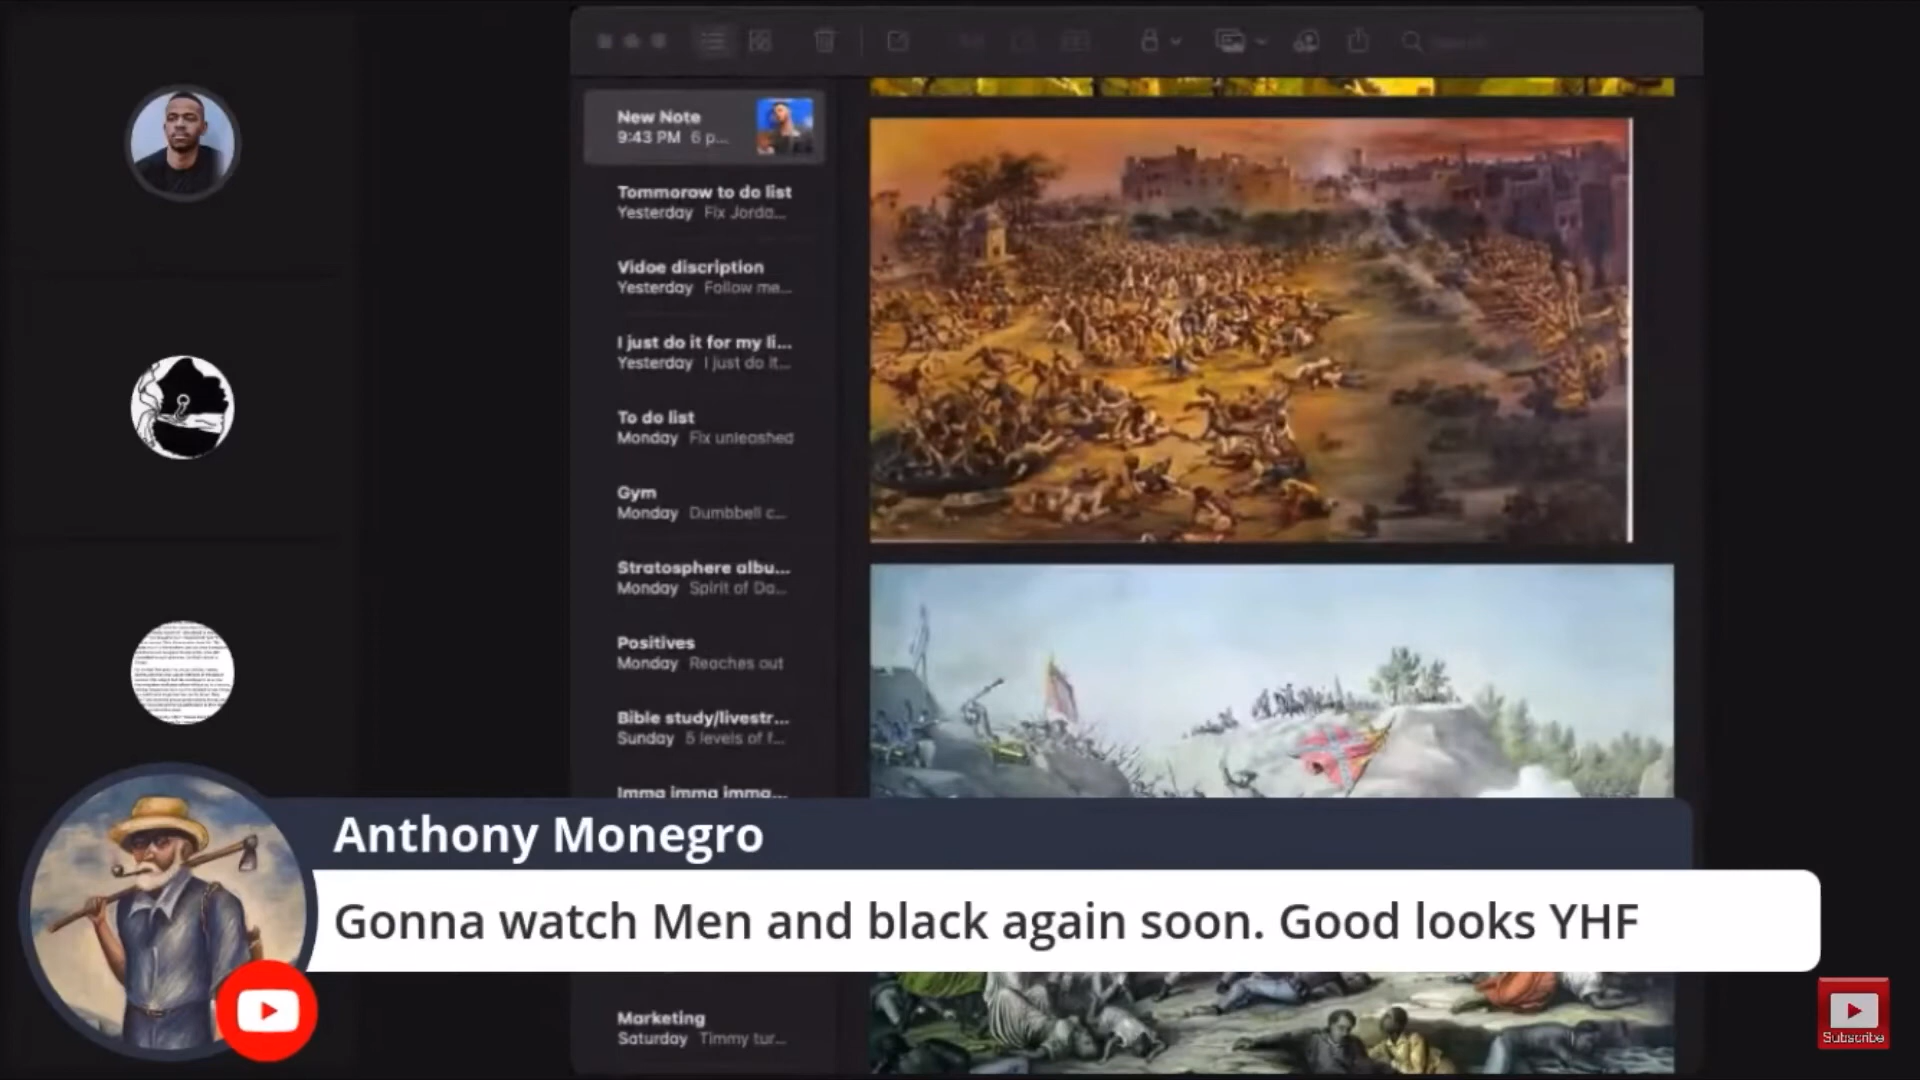 New Note
9:43 PM 6 p...
Tommorow to do list
Yesterday Fix Jorda...
Vidoe discription
Yesterday Follow me...
I just do it for my li...
Yesterday I just do it...
To do list
Monday Fix unleashed
Gym
Monday Dumbbell c...
Stratosphere albu...
Monday Spirit of Da...
Positives
Monday Reaches out
Bible study/livestr...
Sunday 5 levels of f...
Imma imma imma...
Anthony Monegro
Gonna watch Men and black again soon. Good looks YHF
Marketing
Saturday Timmy tur...
Subscribe